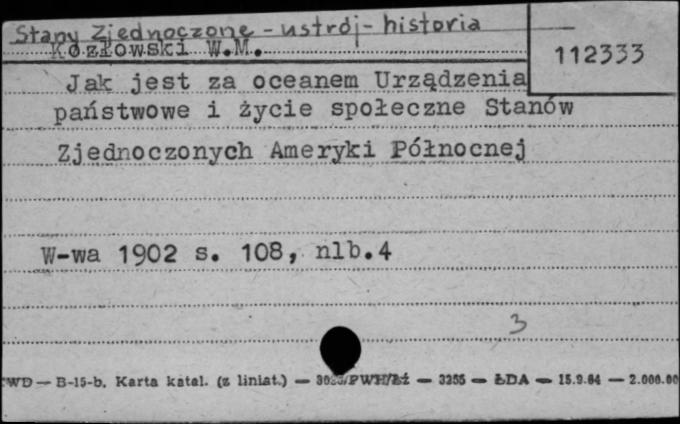 Stany Zjednoczone - ustrój - historia
Kozłowski W.M.
112333
Jak jest za oceanem Urządzenia
państwowe i życie społeczne Stanów
Zjednoczonych Ameryki Północnej
W-wa 1902 s. 108, nlb.4
3
CWD — B-15-b. Karta katal. (z liniat.) — /PWH/Łź — 3255 — ŁDA — 15.9.64 — 2.000.00